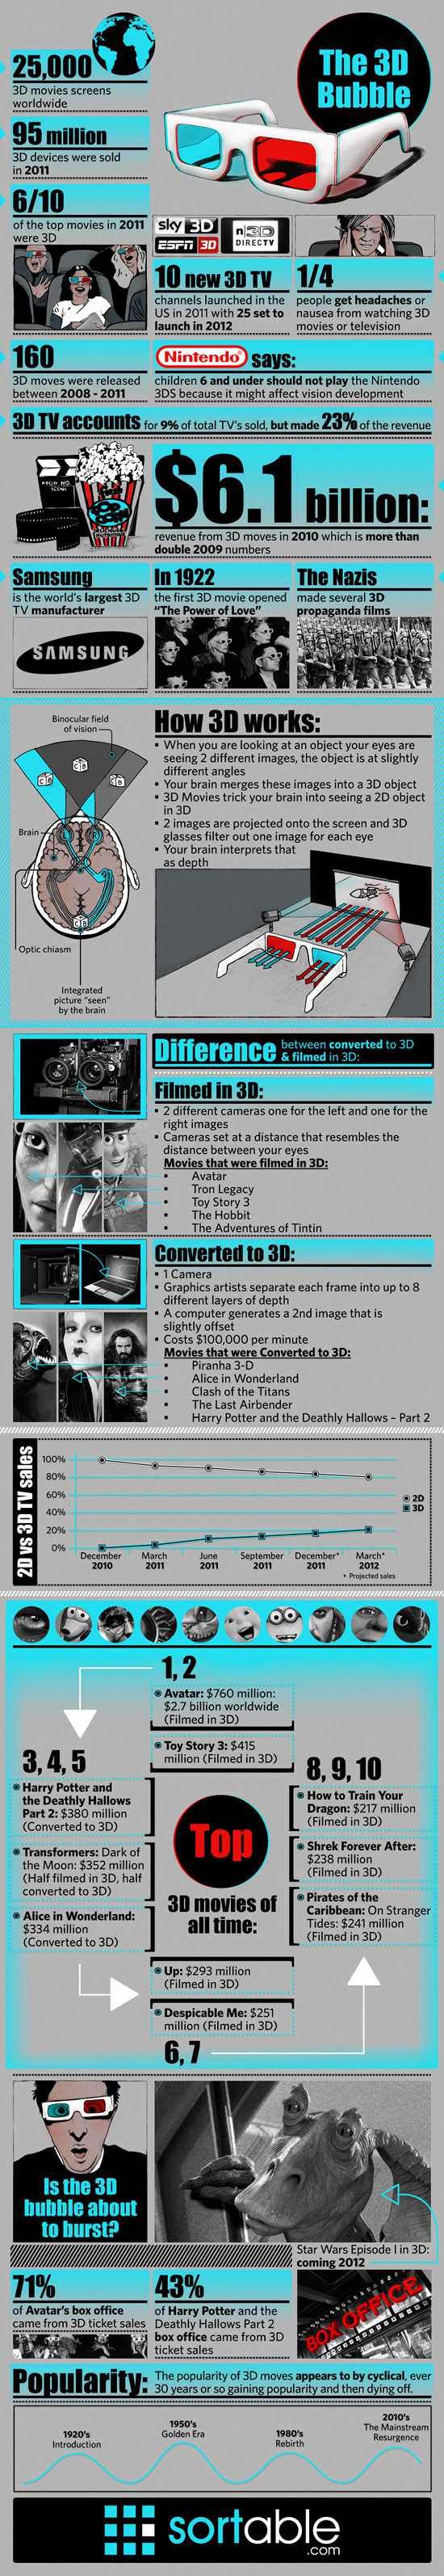 The 3D
Bubble
25,000
3D movies screens
worldwide
95 million
3D devices were sold
in 2011
6/10
of the top movies in 2011
were 3D
sky 3D
ESPN 3D
n3D
DIRECTV
10 new 3D TV
channels launched in the
US in 2011 with 25 set to
launch in 2012
1/4
people get headaches or
nausea from watching 3D
movies or television
160
3D moves were released
between 2008 - 2011
Nintendo says:
children 6 and under should not play the Nintendo
3DS because it might affect vision development
3D TV accounts for 9% of total TV's sold, but made 23% of the revenue
PROD NO.
SCENE
$6.1 billion:
revenue from 3D moves in 2010 which is more than
double 2009 numbers
Samsung
is the world's largest 3D
TV manufacturer
SAMSUNG
In 1922
the first 3D movie opened
"The Power of Love"
The Nazis
made several 3D
propaganda films
Binocular field
of vision
Brain
L
R
Optic chiasm
Integrated
picture "seen"
by the brain
How 3D works:
• When you are looking at an object your eyes are
seeing 2 different images, the object is at slightly
different angles
• Your brain merges these images into a 3D object
• 3D Movies trick your brain into seeing a 2D object
in 3D
• 2 images are projected onto the screen and 3D
glasses filter out one image for each eye
• Your brain interprets that
as depth
Difference between converted to 3D
& filmed in 3D:
Filmed in 3D:
• 2 different cameras one for the left and one for the
right images
• Cameras set at a distance that resembles the
distance between your eyes
Movies that were filmed in 3D:
▪ Avatar
▪ Tron Legacy
▪ Toy Story 3
▪ The Hobbit
▪ The Adventures of Tintin
Converted to 3D:
• 1 Camera
• Graphics artists separate each frame into up to 8
different layers of depth
• A computer generates a 2nd image that is
slightly offset
• Costs $100,000 per minute
Movies that were Converted to 3D:
▪ Piranha 3-D
▪ Alice in Wonderland
▪ Clash of the Titans
▪ The Last Airbender
▪ Harry Potter and the Deathly Hallows – Part 2
2D vs 3D TV sales
100%
80%
60%
40%
20%
0%
2D
3D
December
2010
March
2011
June
2011
September
2011
December*
2011
March*
2012
* Projected sales
1, 2
Avatar: $760 million:
$2.7 billion worldwide
(Filmed in 3D)
Toy Story 3: $415
million (Filmed in 3D)
3, 4, 5
Harry Potter and
the Deathly Hallows
Part 2: $380 million
(Converted to 3D)
Transformers: Dark of
the Moon: $352 million
(Half filmed in 3D, half
converted to 3D)
Alice in Wonderland:
$334 million
(Converted to 3D)
Top
3D movies of
all time:
Up: $293 million
(Filmed in 3D)
Despicable Me: $251
million (Filmed in 3D)
6, 7
8, 9, 10
How to Train Your
Dragon: $217 million
(Filmed in 3D)
Shrek Forever After:
$238 million
(Filmed in 3D)
Pirates of the
Caribbean: On Stranger
Tides: $241 million
(Filmed in 3D)
Is the 3D
bubble about
to burst?
Star Wars Episode I in 3D:
coming 2012
71%
of Avatar's box office
came from 3D ticket sales
43%
of Harry Potter and the
Deathly Hallows Part 2
box office came from 3D
ticket sales
BOX OFFICE
Popularity: The popularity of 3D moves appears to by cyclical, ever
30 years or so gaining popularity and then dying off.
1920's
Introduction
1950's
Golden Era
1980's
Rebirth
2010's
The Mainstream
Resurgence
sortable
.com